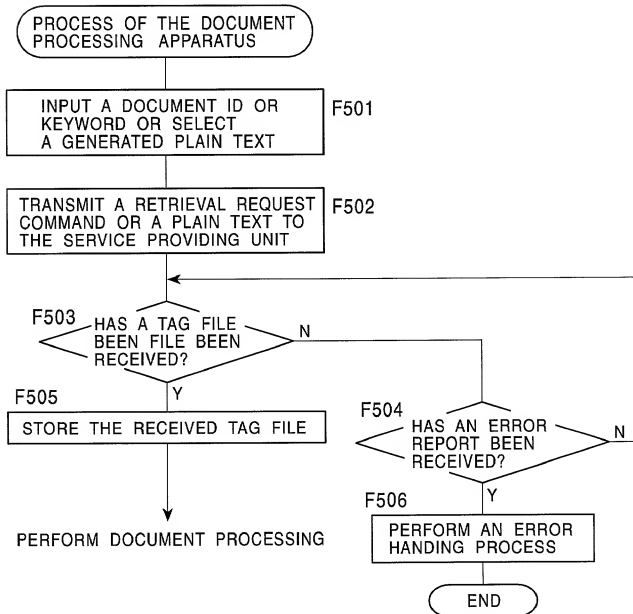 PROCESS OF THE DOCUMENT
PROCESSING APPARATUS
INPUT A DOCUMENT ID OR
KEYWORD OR SELECT
A GENERATED PLAIN TEXT
F501
TRANSMIT A RETRIEVAL REQUEST
COMMAND OR A PLAIN TEXT TO
THE SERVICE PROVIDING UNIT
F502
F503
HAS A TAG FILE
BEEN FILE BEEN
RECEIVED?
N
Y
F505
STORE THE RECEIVED TAG FILE
PERFORM DOCUMENT PROCESSING
F504
HAS AN ERROR
REPORT BEEN
RECEIVED?
N
Y
F506
PERFORM AN ERROR
HANDING PROCESS
END